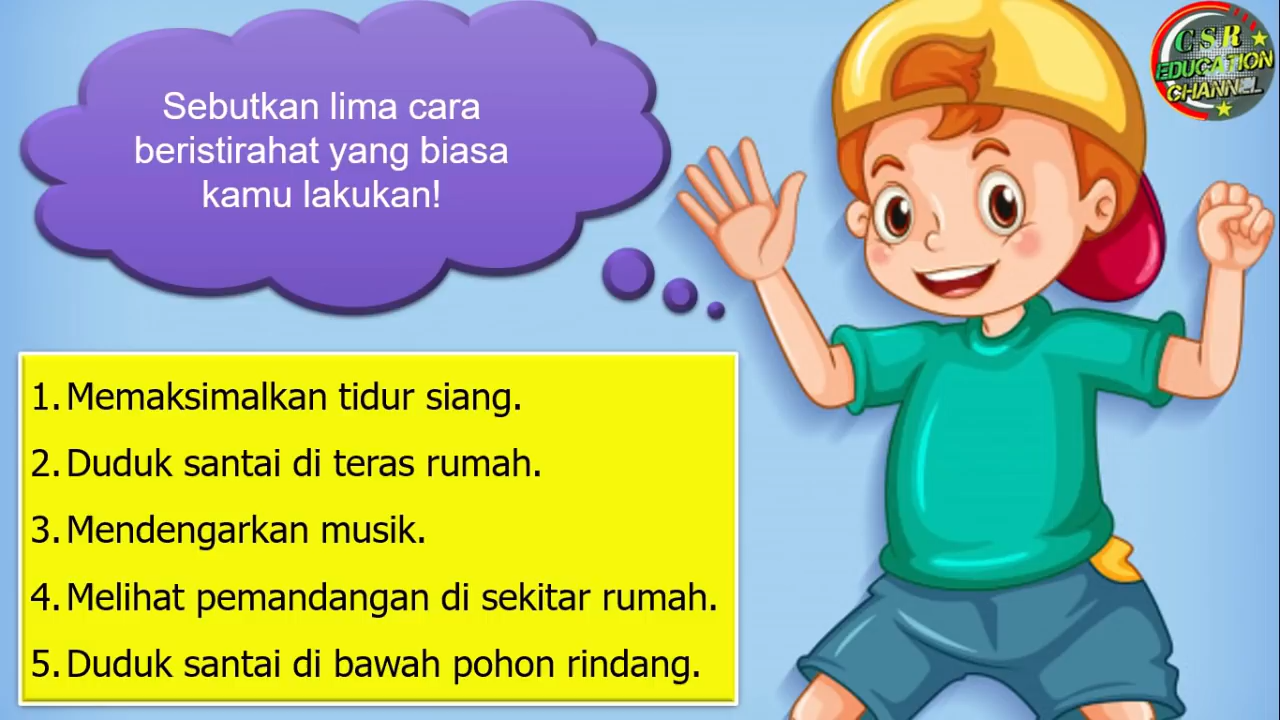 Sebutkan lima cara
beristirahat yang biasa
kamu lakukan!
CSR
EDUCATION
CHANNEL
1. Memaksimalkan tidur siang.
2. Duduk santai di teras rumah.
3. Mendengarkan musik.
4. Melihat pemandangan di sekitar rumah.
5. Duduk santai di bawah pohon rindang.